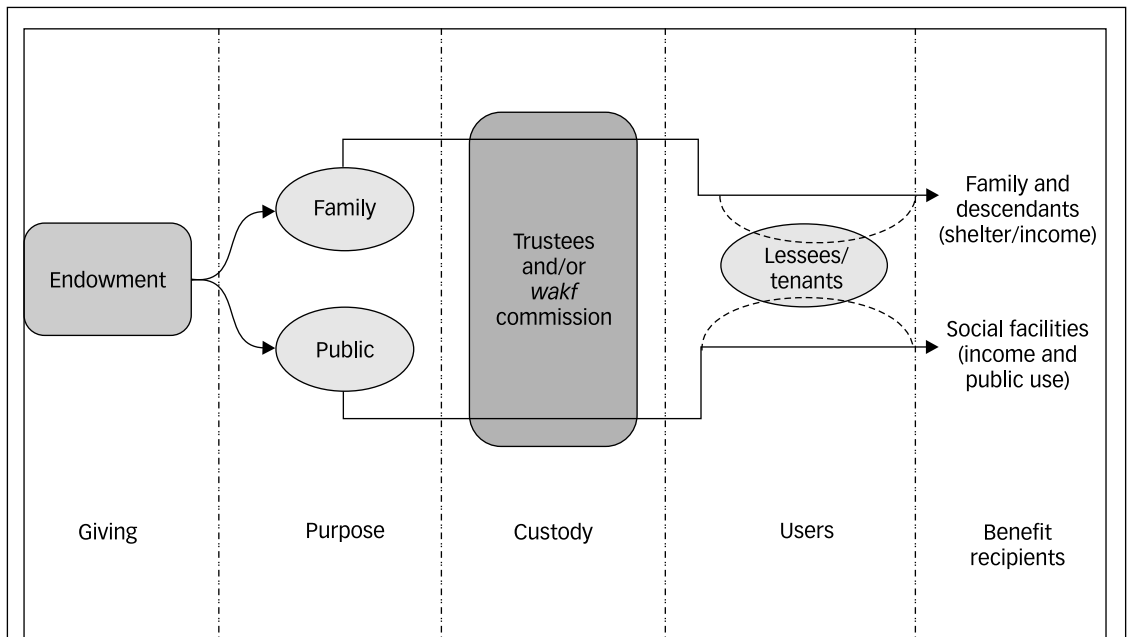 Endowment
Family
Public
Trustees
and/or
wakf
commission
Lessees/
tenants
Family and
descendants
(shelter/income)
Social facilities
(income and
public use)
Giving
Purpose
Custody
Users
Benefit
recipients